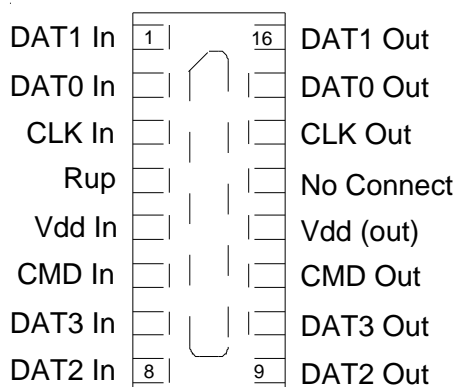 DAT1 In 1 16 DAT1 Out
DAT0 In DAT0 Out
CLK In CLK Out
Rup No Connect
Vdd In Vdd (out)
CMD In CMD Out
DAT3 In DAT3 Out
DAT2 In 8 9 DAT2 Out